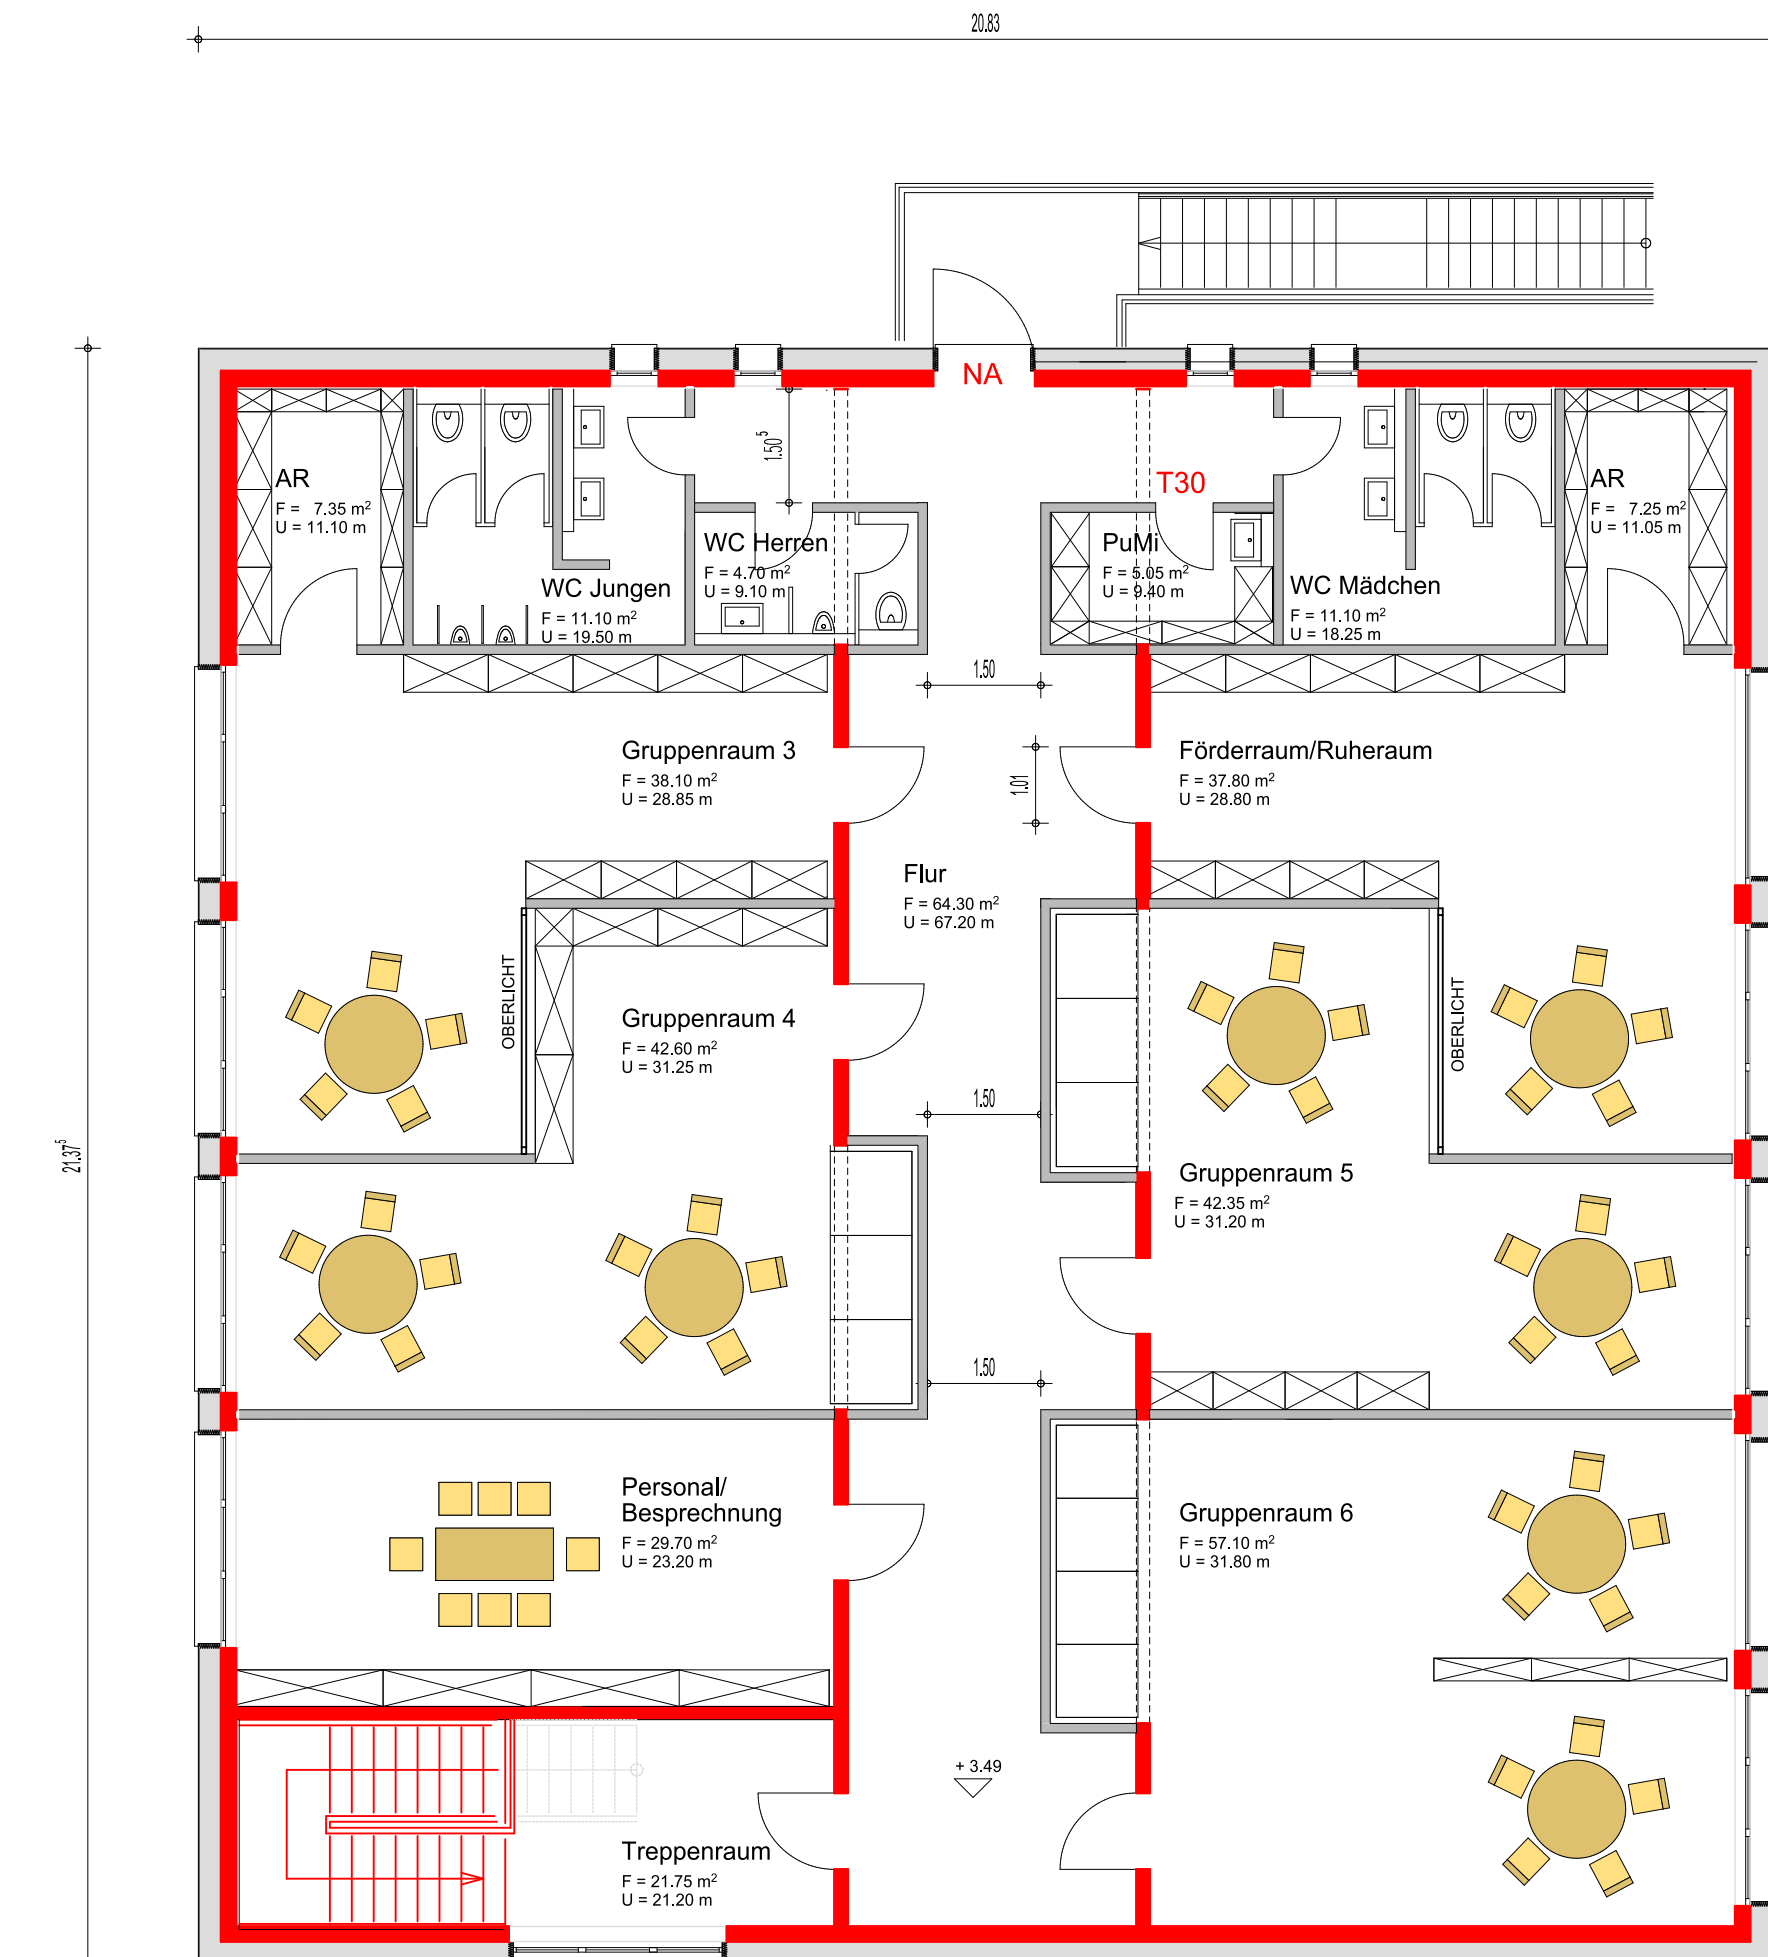 20.83
21.37⁵
NA
T30
1.50⁵
AR
F = 7.35 m²
U = 11.10 m
WC Jungen
F = 11.10 m²
U = 19.50 m
WC Herren
F = 4.70 m²
U = 9.10 m
PuMi
F = 5.05 m²
U = 9.40 m
WC Mädchen
F = 11.10 m²
U = 18.25 m
AR
F = 7.25 m²
U = 11.05 m
1.50
Gruppenraum 3
F = 38.10 m²
U = 28.85 m
1.01
Förderraum/Ruheraum
F = 37.80 m²
U = 28.80 m
Flur
F = 64.30 m²
U = 67.20 m
OBERLICHT
Gruppenraum 4
F = 42.60 m²
U = 31.25 m
OBERLICHT
1.50
Gruppenraum 5
F = 42.35 m²
U = 31.20 m
1.50
Personal/
Besprechnung
F = 29.70 m²
U = 23.20 m
Gruppenraum 6
F = 57.10 m²
U = 31.80 m
+ 3.49
Treppenraum
F = 21.75 m²
U = 21.20 m